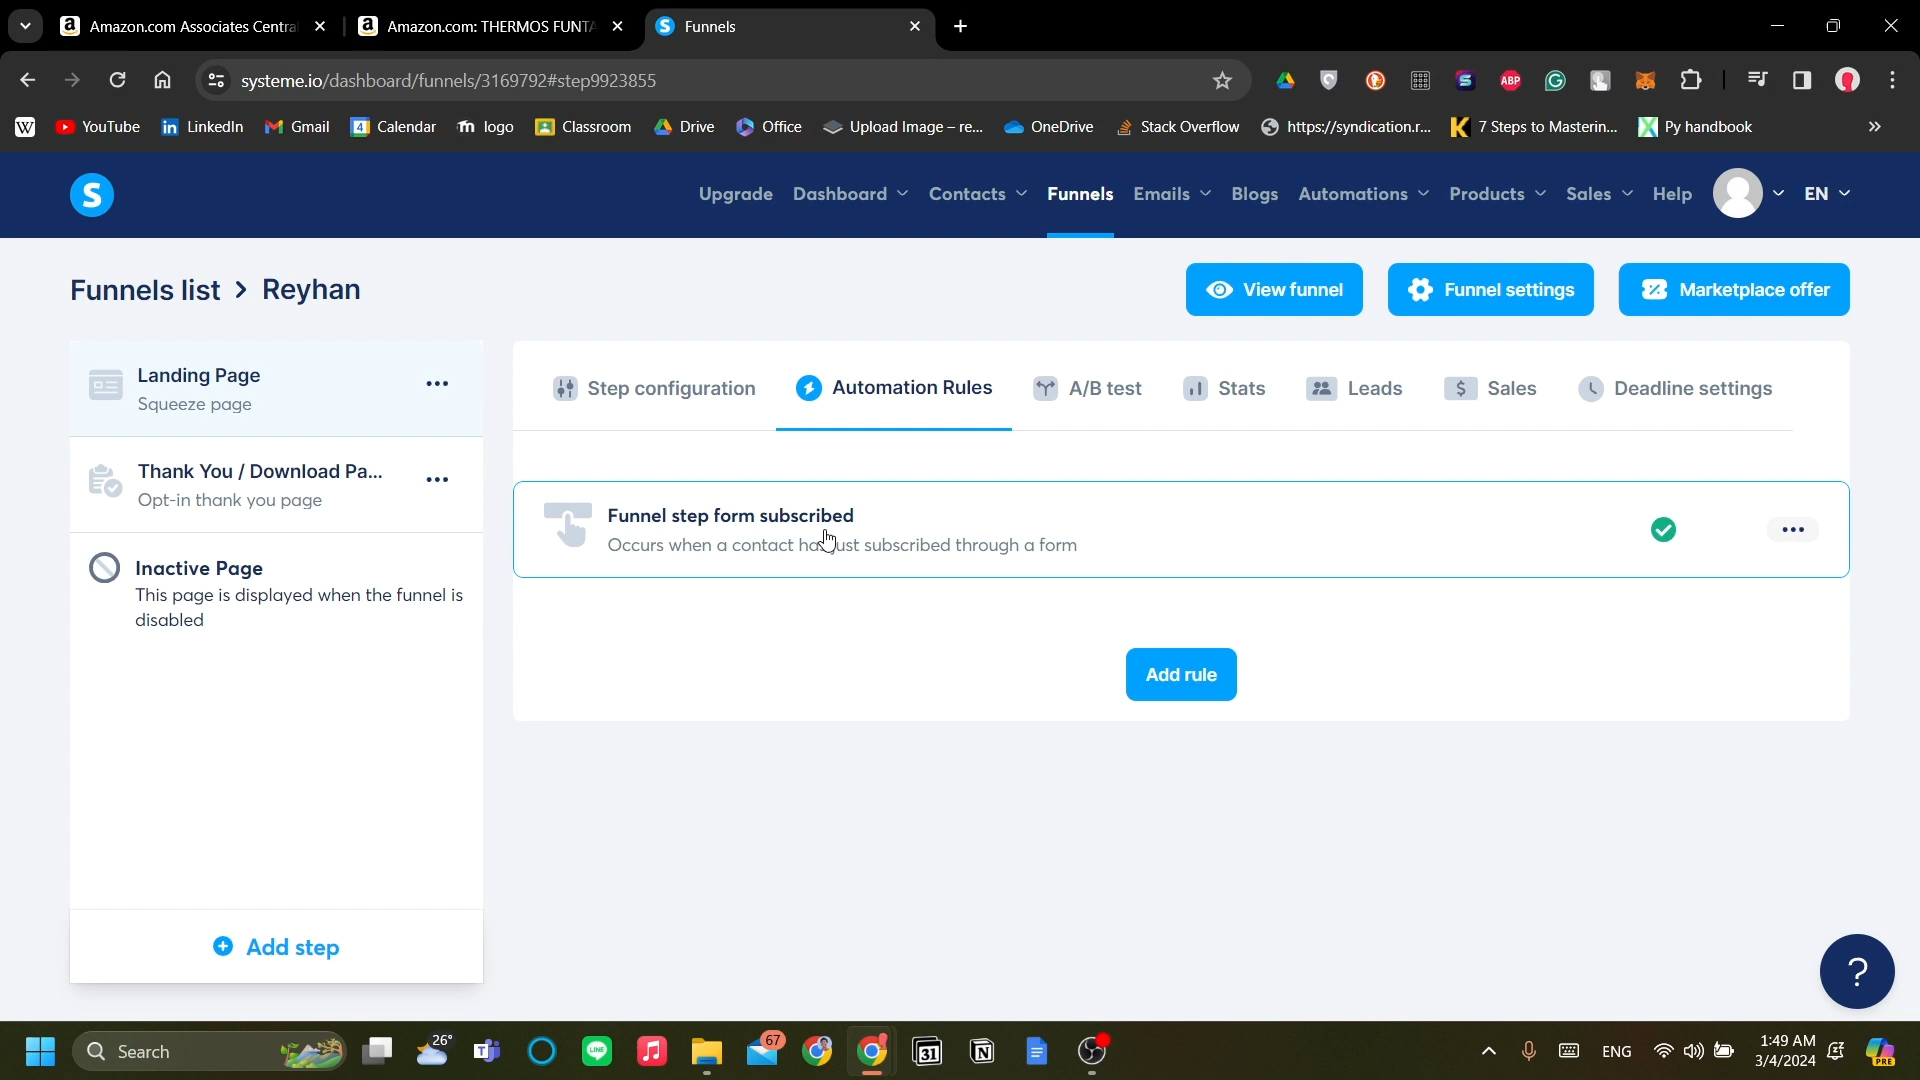 Amazon.com Associates Centra
Amazon.com: THERMOS FUNTA
Funnels
systeme.io/dashboard/funnels/3169792#step9923855
W
YouTube
LinkedIn
Gmail
4 Calendar
logo
Classroom
Drive
Office
Upload Image – re...
OneDrive
Stack Overflow
https://syndication.r...
7 Steps to Masterin...
Py handbook
ABP
S
Upgrade
Dashboard
Contacts
Funnels
Emails
Blogs
Automations
Products
Sales
Help
EN
Funnels list > Reyhan
View funnel
Funnel settings
Marketplace offer
Landing Page
Squeeze page
Thank You / Download Pa...
Opt-in thank you page
Inactive Page
This page is displayed when the funnel is
disabled
Add step
Step configuration
Automation Rules
A/B test
Stats
Leads
$ Sales
Deadline settings
Funnel step form subscribed
Occurs when a contact has just subscribed through a form
Add rule
?
Search
26°
LINE
67
31
ENG
1:49 AM
3/4/2024
PRE